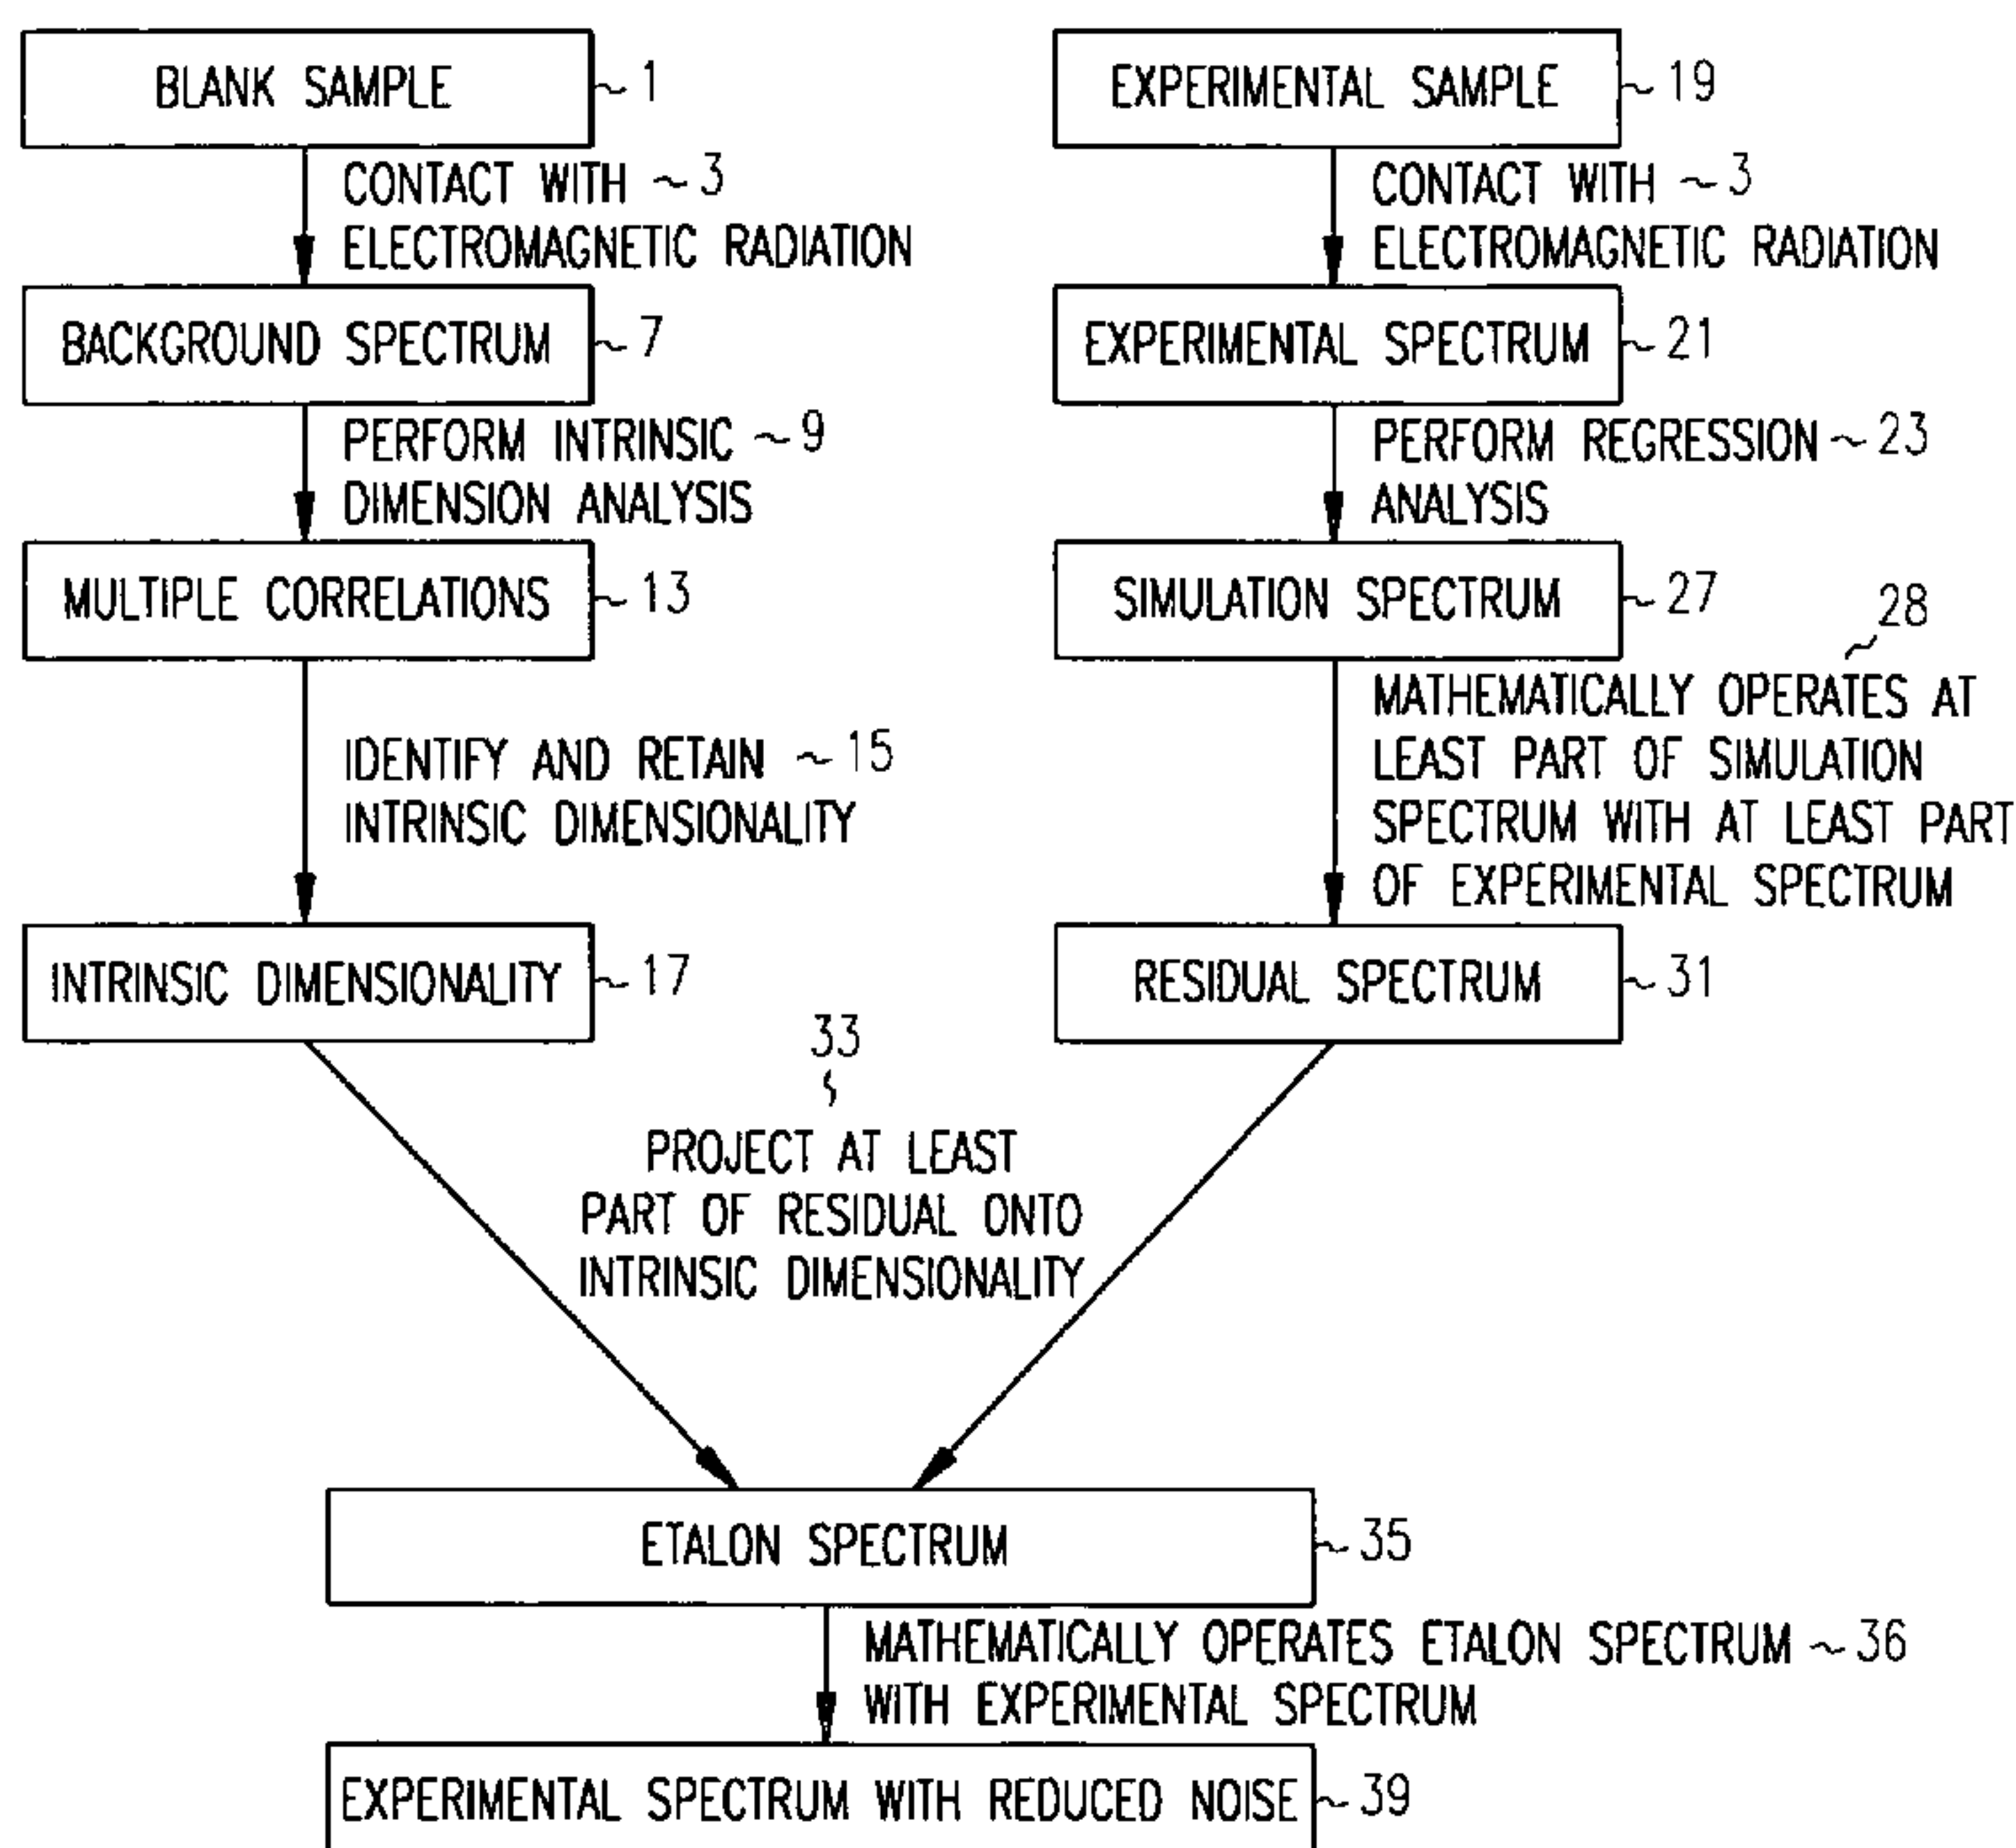 BLANK SAMPLE ~ 1
CONTACT WITH ~ 3
ELECTROMAGNETIC RADIATION
BACKGROUND SPECTRUM ~ 7
PERFORM INTRINSIC ~ 9
DIMENSION ANALYSIS
MULTIPLE CORRELATIONS ~ 13
IDENTIFY AND RETAIN ~ 15
INTRINSIC DIMENSIONALITY
INTRINSIC DIMENSIONALITY ~ 17
EXPERIMENTAL SAMPLE ~ 19
CONTACT WITH ~ 3
ELECTROMAGNETIC RADIATION
EXPERIMENTAL SPECTRUM ~ 21
PERFORM REGRESSION ~ 23
ANALYSIS
SIMULATION SPECTRUM ~ 27
28
MATHEMATICALLY OPERATES AT
LEAST PART OF SIMULATION
SPECTRUM WITH AT LEAST PART
OF EXPERIMENTAL SPECTRUM
RESIDUAL SPECTRUM ~ 31
33
PROJECT AT LEAST
PART OF RESIDUAL ONTO
INTRINSIC DIMENSIONALITY
ETALON SPECTRUM ~ 35
MATHEMATICALLY OPERATES ETALON SPECTRUM ~ 36
WITH EXPERIMENTAL SPECTRUM
EXPERIMENTAL SPECTRUM WITH REDUCED NOISE ~ 39